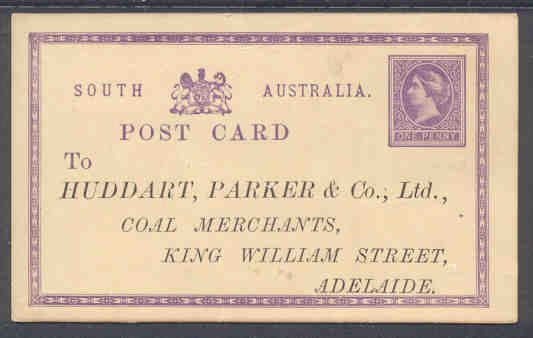 SOUTH AUSTRALIA.
ONE PENNY
POST CARD
To
HUDDART, PARKER & Co., Ltd.,
COAL MERCHANTS,
KING WILLIAM STREET,
ADELAIDE.